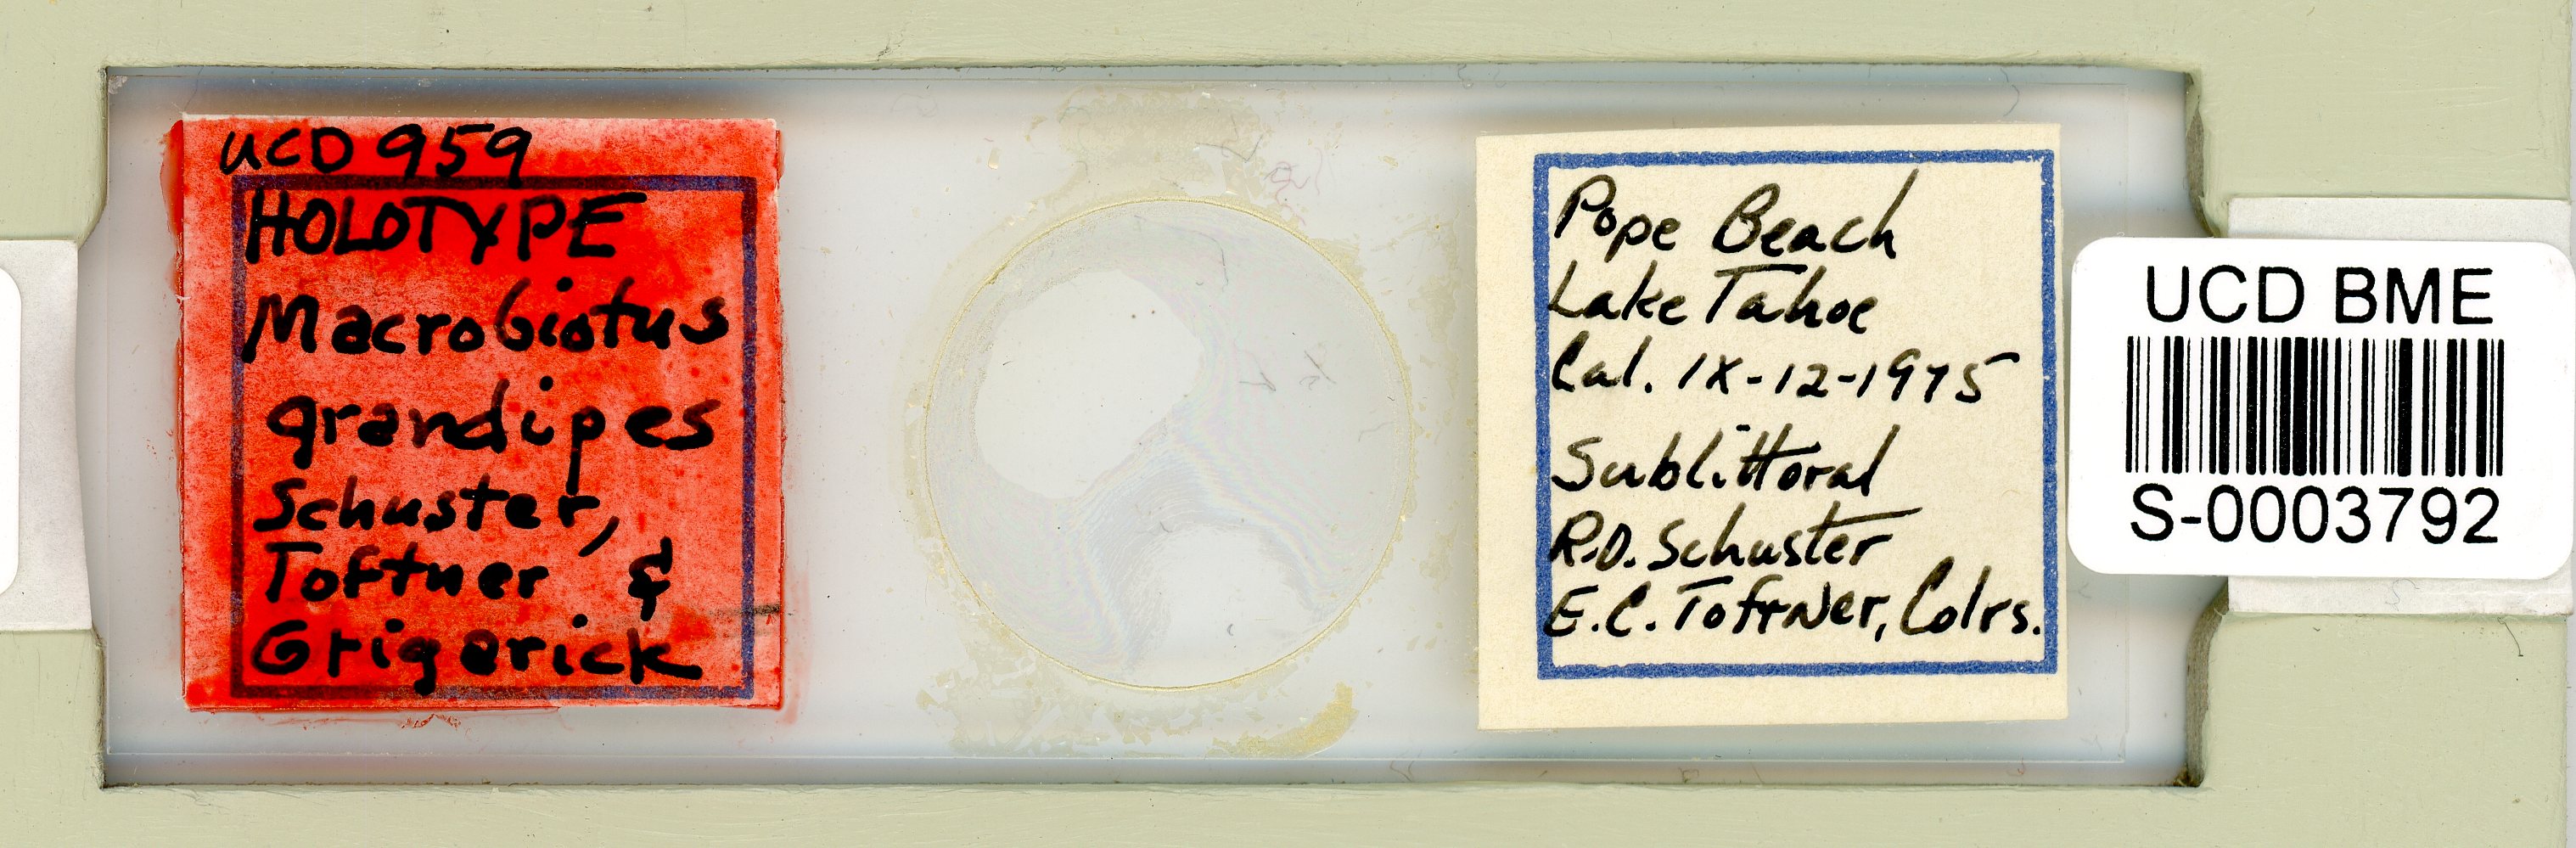 UCD 959
HOLOTYPE
Macrobiotus
grandipes
Schuster,
Toftner &
Grigarick
Pope Beach
Lake Tahoe
Cal. IX-12-1975
Sublittoral
R.O. Schuster
E.C. Toftner, Colrs.
UCD BME
S-0003792